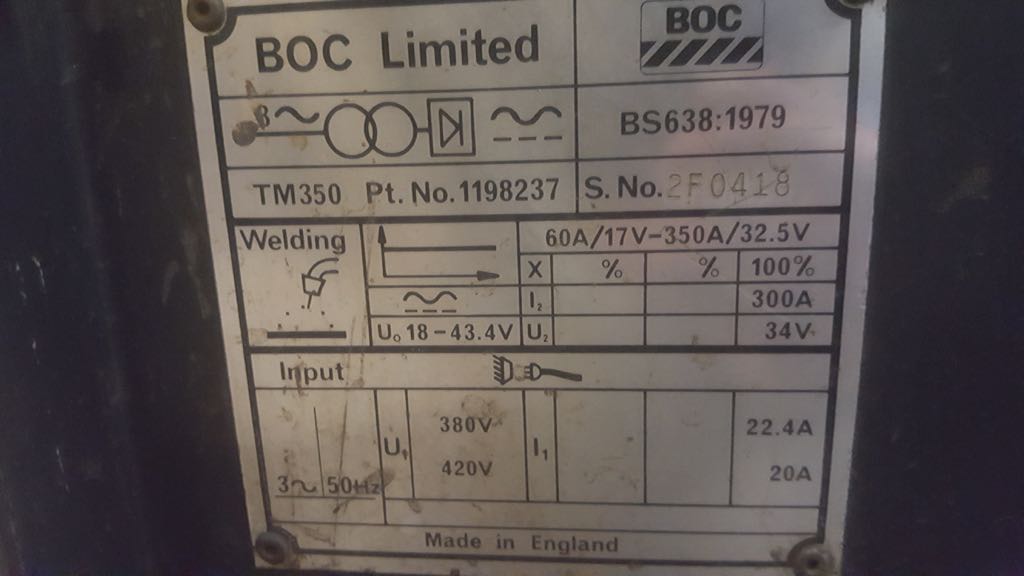 BOC Limited
BOC
3~
BS638:1979
TM350 Pt. No. 1198237 S. No. 2F0418
Welding
60A/17V-350A/32.5V
X % % 100%
I₂ 300A
U₀ 18-43.4V U₂ 34V
Input
3~ 50Hz U₁ 380V I₁ 22.4A
420V 20A
Made in England